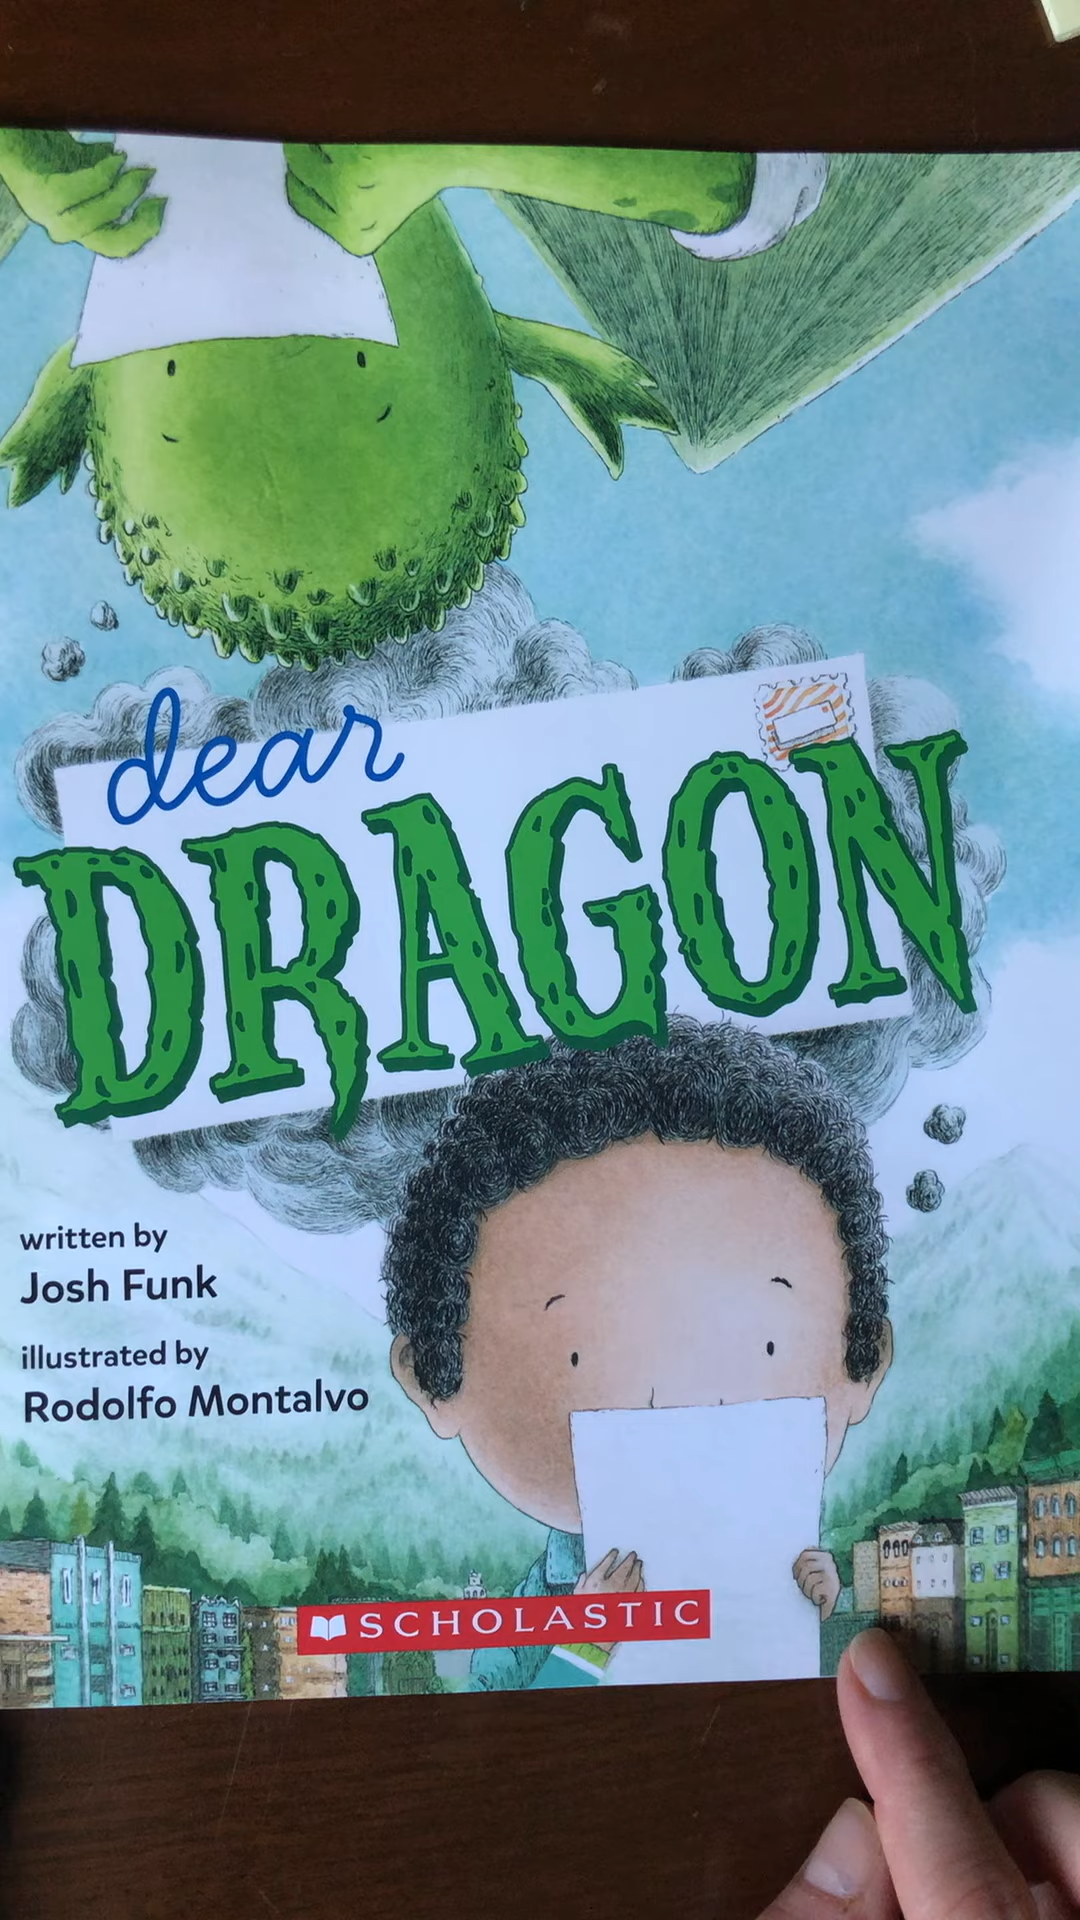 dear
DRAGON
written by
Josh Funk
illustrated by
Rodolfo Montalvo
SCHOLASTIC